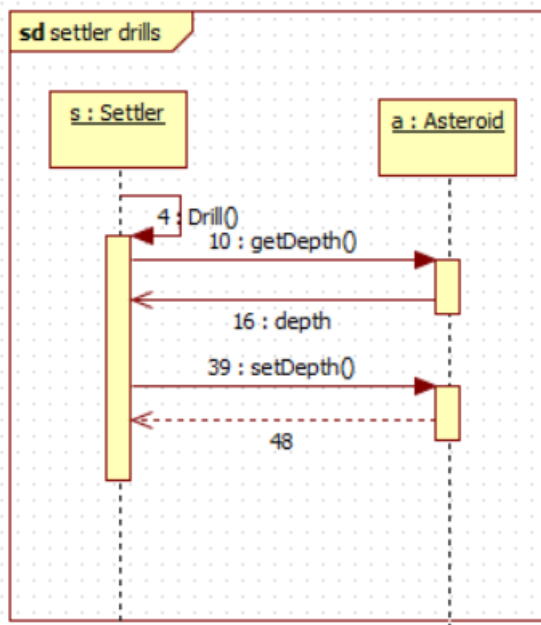 sd settler drills
s : Settler
a : Asteroid
4 : Drill()
10 : getDepth()
16 : depth
39 : setDepth()
48